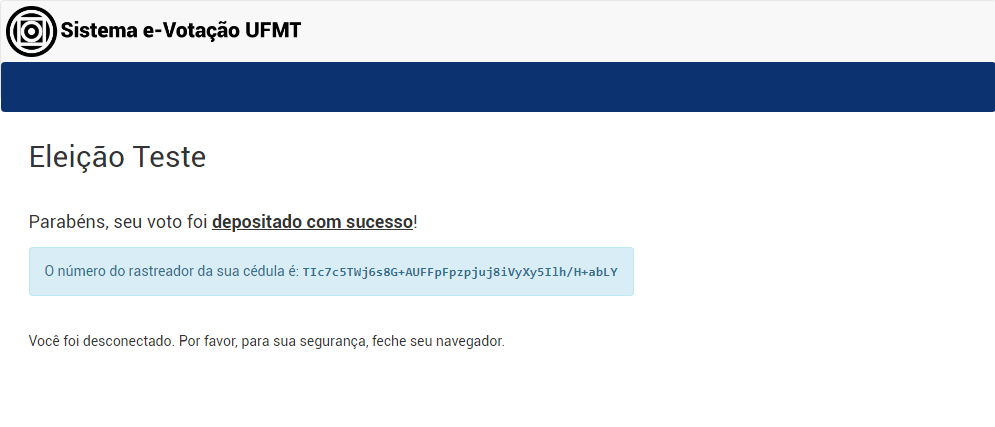 Sistema e-Votação UFMT
Eleição Teste
Parabéns, seu voto foi depositado com sucesso!
O número do rastreador da sua cédula é: TIc7c5TWj6s8G+AUFFpFpzpjuj8iVyXy5Ilh/H+abLY
Você foi desconectado. Por favor, para sua segurança, feche seu navegador.